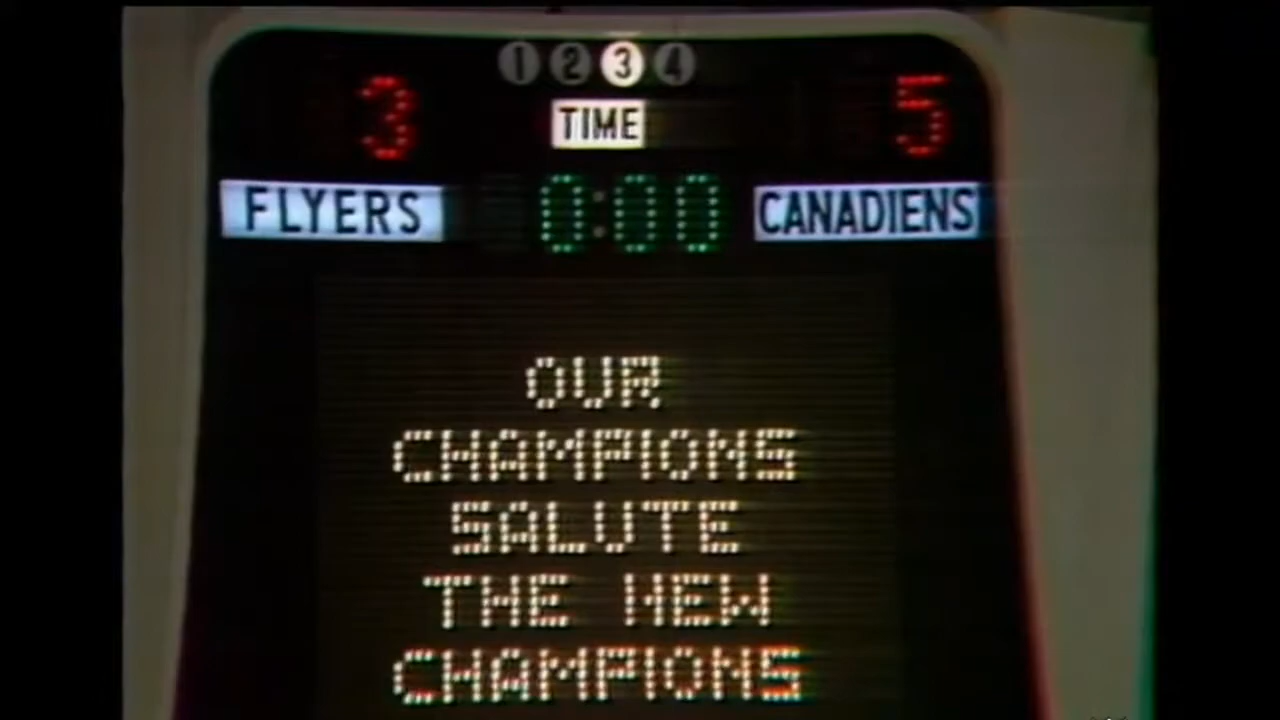 1 2 3 4
3 TIME 5
FLYERS 0:00 CANADIENS
OUR
CHAMPIONS
SALUTE
THE NEW
CHAMPIONS